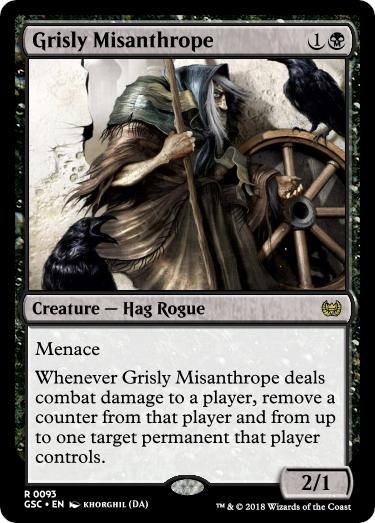 Grisly Misanthrope 1
Creature — Hag Rogue
Menace
Whenever Grisly Misanthrope deals
combat damage to a player, remove a
counter from that player and from up
to one target permanent that player
controls.
2/1
R 0093
GSC • EN KHORGHIL (DA)
™ & © 2018 Wizards of the Coast